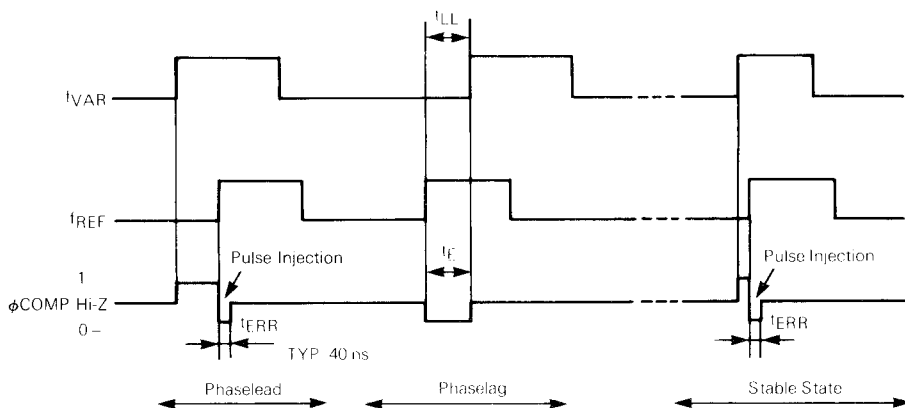 tLL
fVAR
fREF
tE
Pulse Injection
Pulse Injection
1
ϕCOMP Hi-Z
0 –
tERR
tERR
TYP 40 ns
Phaselead
Phaselag
Stable State